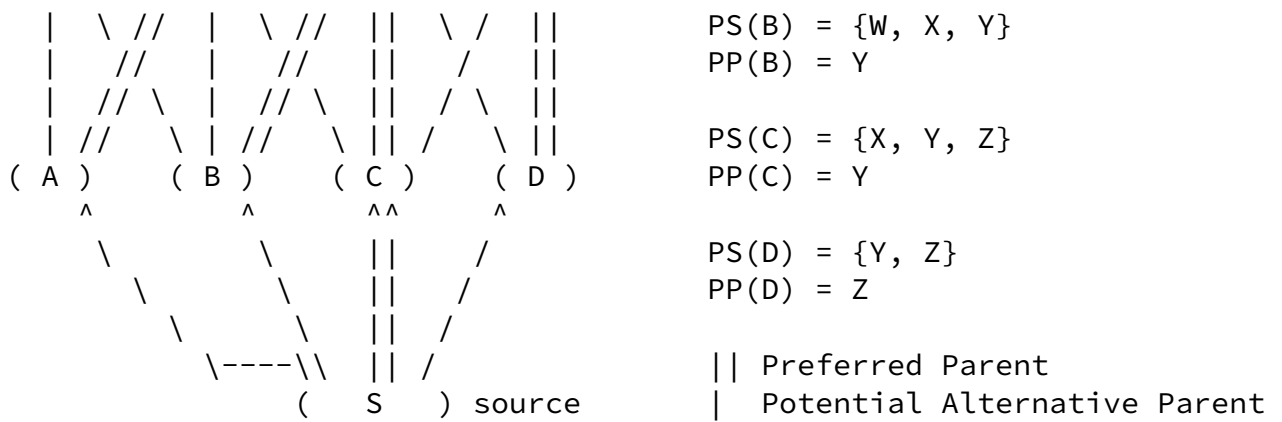 |  \ //  |  \ //  ||  \ /  ||        PS(B) = {W, X, Y}
  |   //   |   //   ||   /   ||        PP(B) = Y
  |  // \  |  // \  ||  / \  ||
  | //   \ | //   \ || /   \ ||        PS(C) = {X, Y, Z}
( A )    ( B )    ( C )    ( D )       PP(C) = Y
    ^        ^      ^^     ^
     \        \     ||    /            PS(D) = {Y, Z}
       \       \    ||   /             PP(D) = Z
         \      \   ||  /
           \----\\  || /               || Preferred Parent
                (   S   ) source       |  Potential Alternative Parent